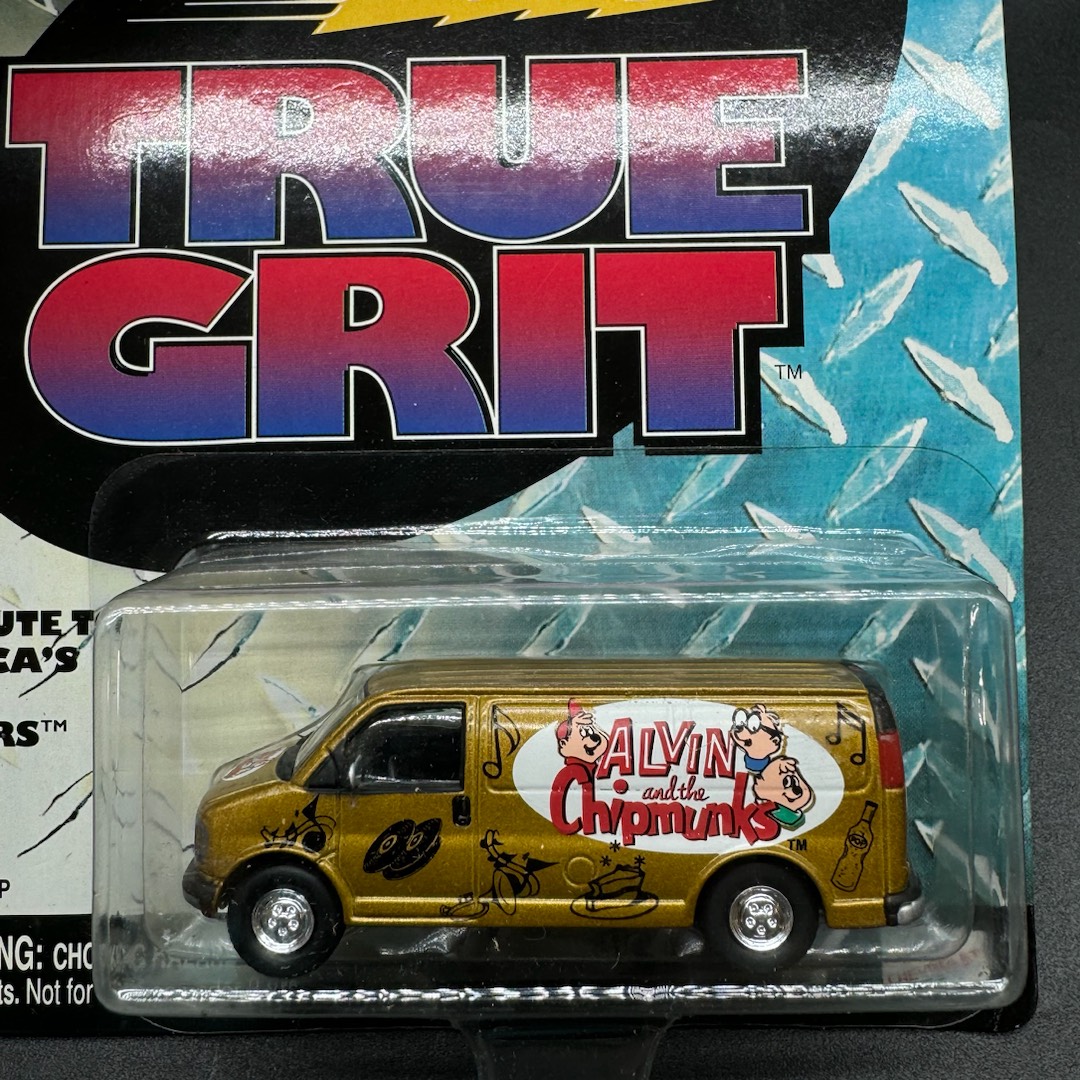 TRUE
GRIT
TM
UTE T
CA'S
RS™
ALVIN
and the
Chipmunks
TM
P
NG: CHO
ts. Not for